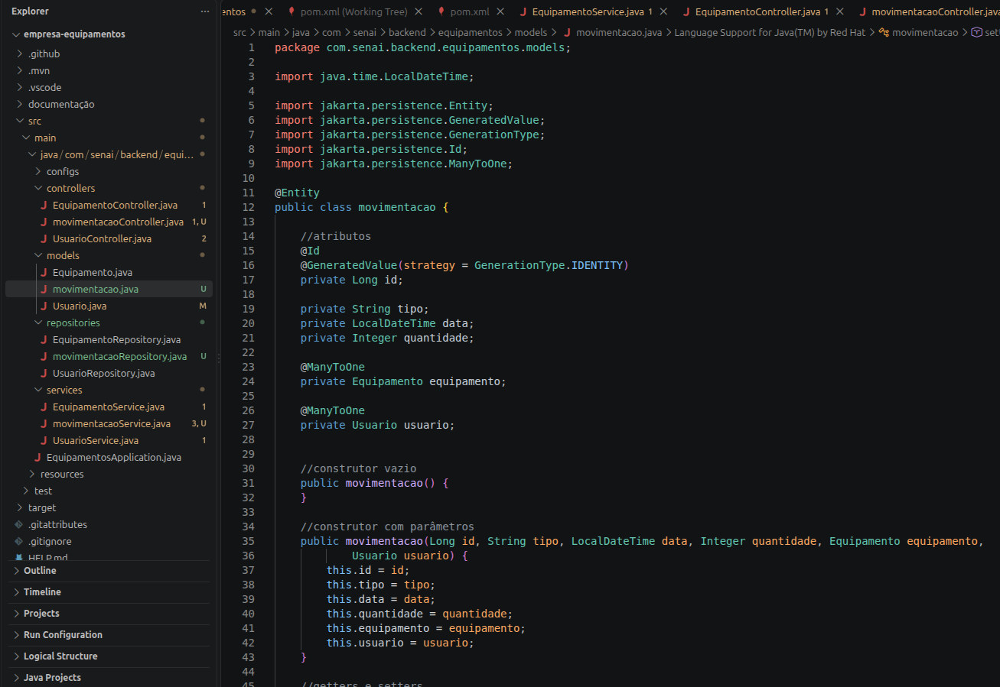 Explorer
empresa-equipamentos
.github
.mvn
.vscode
documentação
src
main
java/com/senai/backend/equi...
configs
controllers
J EquipamentoController.java 1
J movimentacaoController.java 1, U
J UsuarioController.java 2
models
J Equipamento.java
J movimentacao.java U
J Usuario.java M
repositories
J EquipamentoRepository.java
J movimentacaoRepository.java U
J UsuarioRepository.java
services
J EquipamentoService.java 1
J movimentacaoService.java 3, U
J UsuarioService.java 1
J EquipamentosApplication.java
resources
test
target
.gitattributes
.gitignore
HELP.md
Outline
Timeline
Projects
Run Configuration
Logical Structure
Java Projects
entos pom.xml (Working Tree) pom.xml J EquipamentoService.java 1 J EquipamentoController.java 1 J movimentacaoController.java
src > main > java > com > senai > backend > equipamentos > models > J movimentacao.java > Language Support for Java(TM) by Red Hat > movimentacao > set
1 package com.senai.backend.equipamentos.models;
2
3 import java.time.LocalDateTime;
4
5 import jakarta.persistence.Entity;
6 import jakarta.persistence.GeneratedValue;
7 import jakarta.persistence.GenerationType;
8 import jakarta.persistence.Id;
9 import jakarta.persistence.ManyToOne;
10
11 @Entity
12 public class movimentacao {
13
14 //atributos
15 @Id
16 @GeneratedValue(strategy = GenerationType.IDENTITY)
17 private Long id;
18
19 private String tipo;
20 private LocalDateTime data;
21 private Integer quantidade;
22
23 @ManyToOne
24 private Equipamento equipamento;
25
26 @ManyToOne
27 private Usuario usuario;
28
29
30 //construtor vazio
31 public movimentacao() {
32 }
33
34 //construtor com parâmetros
35 public movimentacao(Long id, String tipo, LocalDateTime data, Integer quantidade, Equipamento equipamento,
36 Usuario usuario) {
37 this.id = id;
38 this.tipo = tipo;
39 this.data = data;
40 this.quantidade = quantidade;
41 this.equipamento = equipamento;
42 this.usuario = usuario;
43 }
44
45 //getters e setters